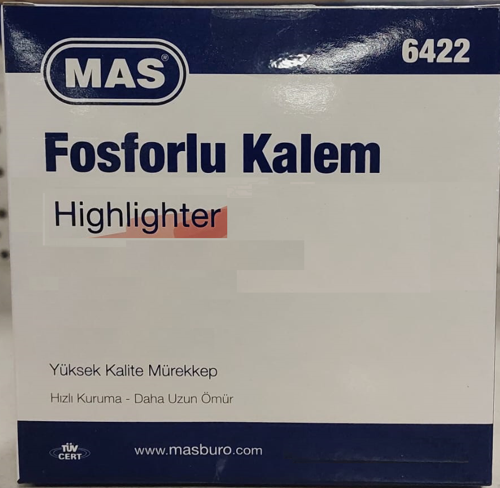 MAS®
6422
Fosforlu Kalem
Highlighter
Yüksek Kalite Mürekkep
Hızlı Kuruma - Daha Uzun Ömür
TÜV
CERT
www.masburo.com